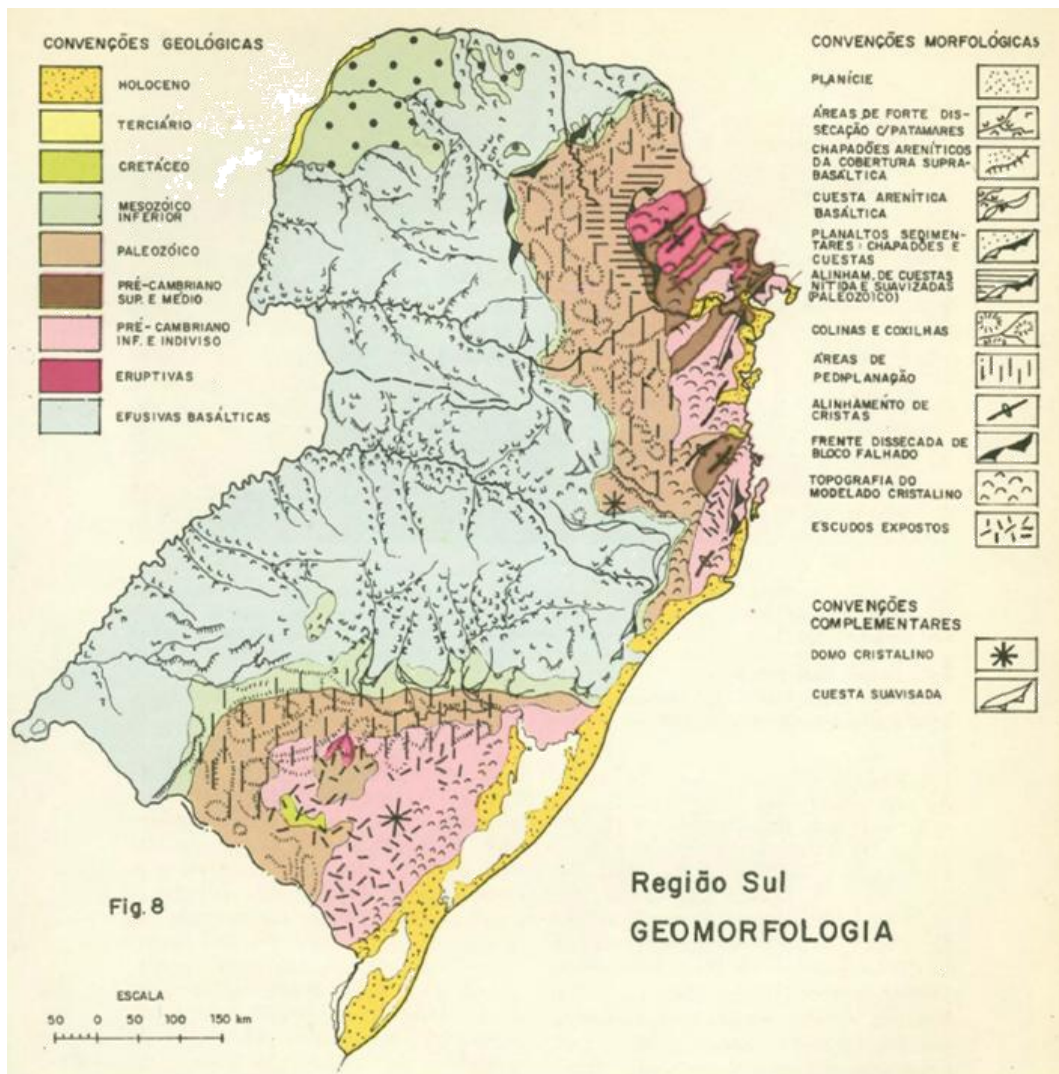 CONVENÇÕES GEOLÓGICAS
HOLOCENO
TERCIÁRIO
CRETÁCEO
MESOZÓICO
INFERIOR
PALEOZÓICO
PRÉ-CAMBRIANO
SUP. E MÉDIO
PRÉ-CAMBRIANO
INF. E INDIVISO
ERUPTIVAS
EFUSIVAS BASÁLTICAS
CONVENÇÕES MORFOLÓGICAS
PLANÍCIE
ÁREAS DE FORTE DIS-
SECAÇÃO C/PATAMARES
CHAPADÕES ARENÍTICOS
DA COBERTURA SUPRA-
BASÁLTICA
CUESTA ARENÍTICA
BASÁLTICA
PLANALTOS SEDIMEN-
TARES: CHAPADÕES E
CUESTAS
ALINHAM. DE CUESTAS
NÍTIDA E SUAVIZADAS
(PALEOZÓICO)
COLINAS E COXILHAS
ÁREAS DE
PEDIPLANAÇÃO
ALINHAMENTO DE
CRISTAS
FRENTE DISSECADA DE
BLOCO FALHADO
TOPOGRAFIA DO
MODELADO CRISTALINO
ESCUDOS EXPOSTOS
CONVENÇÕES
COMPLEMENTARES
DOMO CRISTALINO
CUESTA SUAVISADA
Fig. 8
Região Sul
GEOMORFOLOGIA
ESCALA
50 0 50 100 150 km